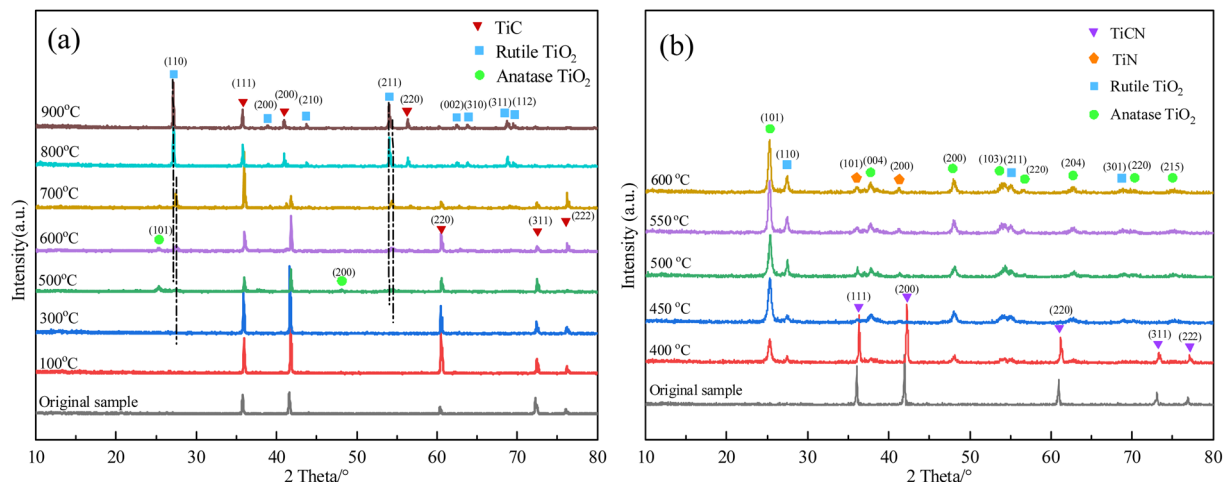 (a)
TiC
Rutile TiO2
Anatase TiO2
(110)
(111)
(200)
(200)
(210)
(211)
(220)
(002)
(310)
(311)
(112)
900°C
800°C
700°C
(101)
600°C
(220)
(311)
(222)
500°C
(200)
300°C
100°C
Original sample
Intensity(a.u.)
10 20 30 40 50 60 70 80
2 Theta/°
(b)
TiCN
TiN
Rutile TiO2
Anatase TiO2
(101)
(110)
(101)
(004)
(200)
(200)
(103)
(211)
(220)
(204)
(301)
(220)
(215)
600°C
550°C
500°C
450°C
(111)
(200)
(220)
(311)
(222)
400°C
Original sample
Intensity (a.u.)
10 20 30 40 50 60 70 80
2 Theta/°